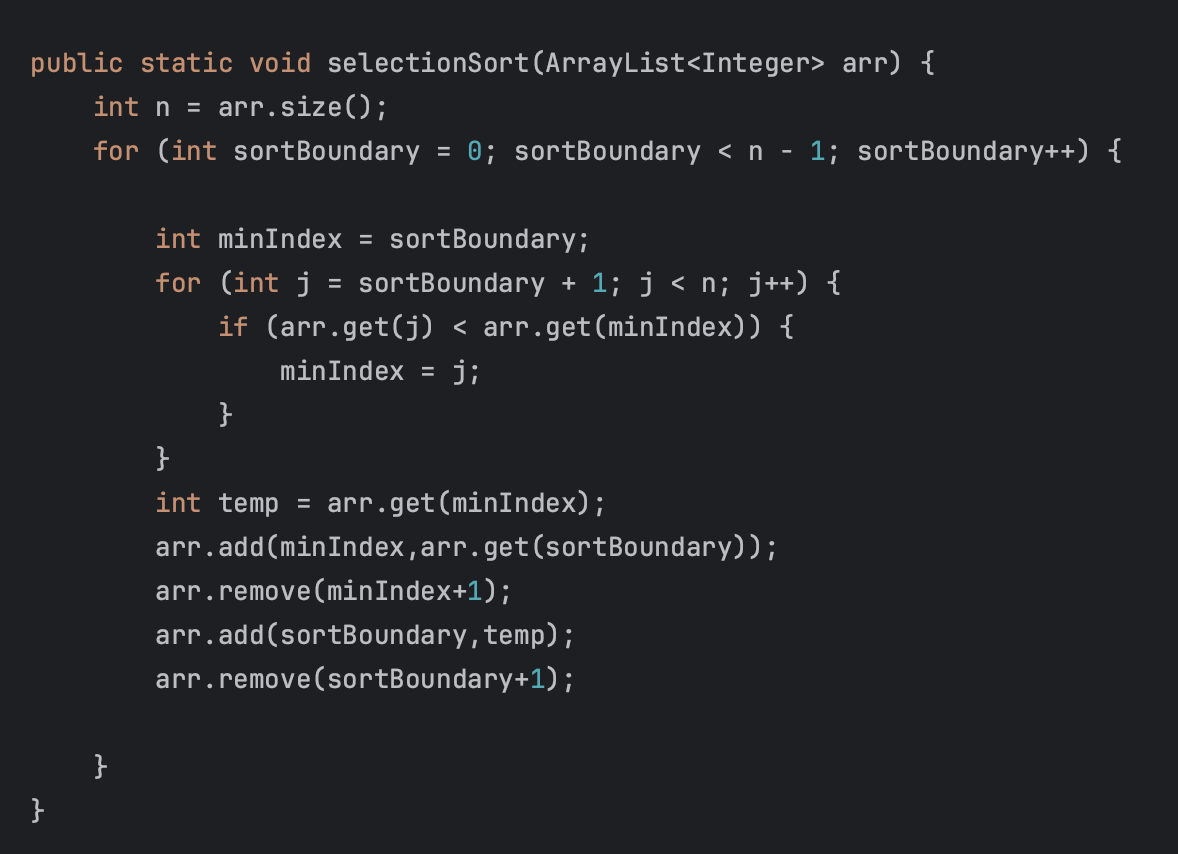 public static void selectionSort(ArrayList<Integer> arr) {
    int n = arr.size();
    for (int sortBoundary = 0; sortBoundary < n - 1; sortBoundary++) {

        int minIndex = sortBoundary;
        for (int j = sortBoundary + 1; j < n; j++) {
            if (arr.get(j) < arr.get(minIndex)) {
                minIndex = j;
            }
        }
        int temp = arr.get(minIndex);
        arr.add(minIndex,arr.get(sortBoundary));
        arr.remove(minIndex+1);
        arr.add(sortBoundary,temp);
        arr.remove(sortBoundary+1);

    }
}